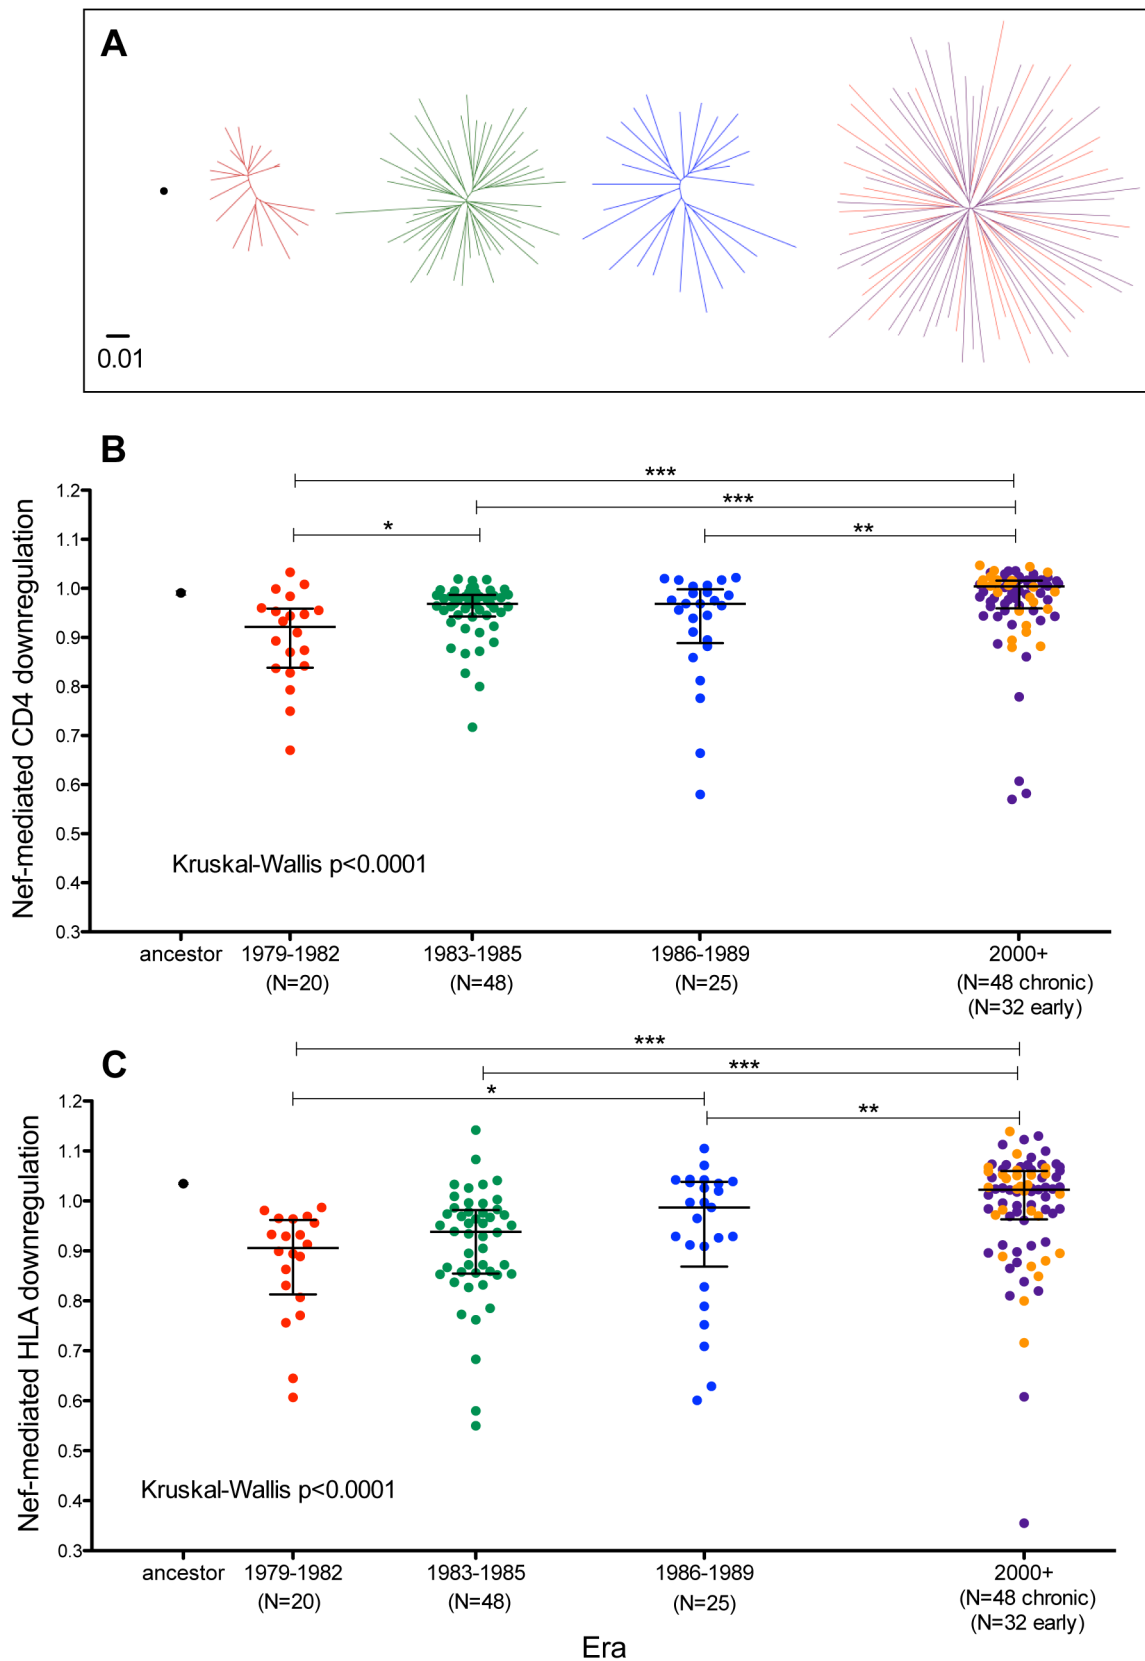 A
0.01
B
***
***
*
**
Nef-mediated CD4 downregulation
1.2
1.1
1.0
0.9
0.8
0.7
0.6
0.5
0.4
0.3
Kruskal-Wallis p<0.0001
ancestor 1979-1982 1983-1985 1986-1989 2000+
(N=20) (N=48) (N=25) (N=48 chronic)
(N=32 early)
C
***
***
*
**
Nef-mediated HLA downregulation
1.2
1.1
1.0
0.9
0.8
0.7
0.6
0.5
0.4
0.3
Kruskal-Wallis p<0.0001
ancestor 1979-1982 1983-1985 1986-1989 2000+
(N=20) (N=48) (N=25) (N=48 chronic)
(N=32 early)
Era